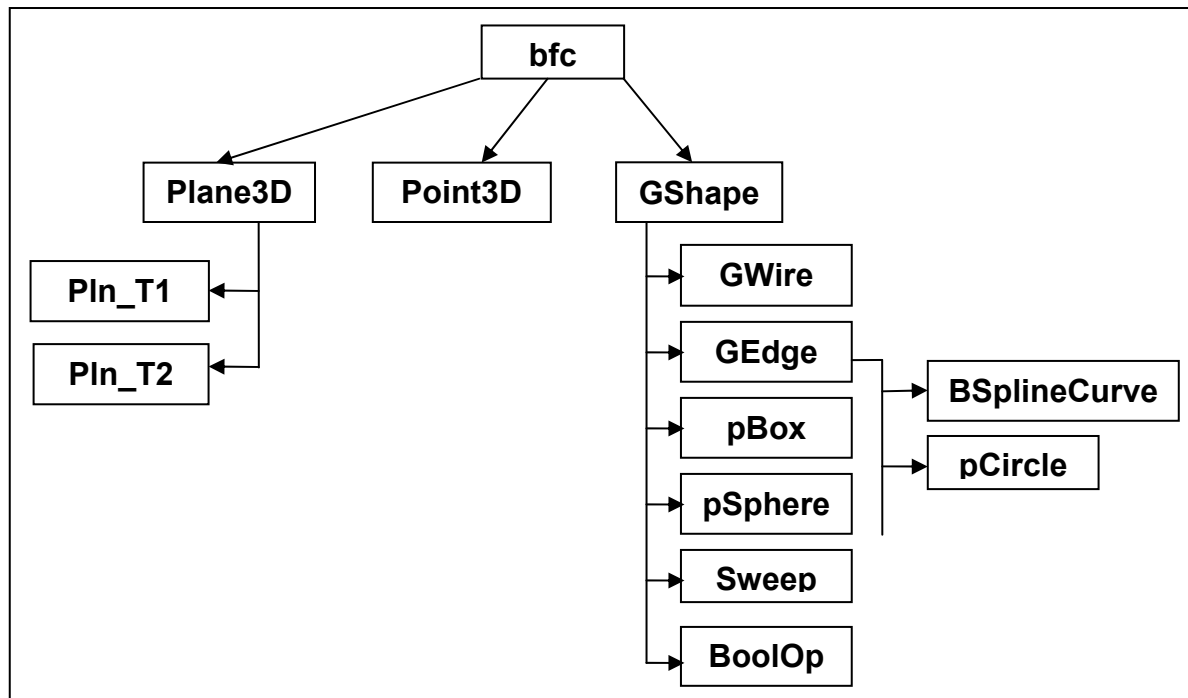 bfc
Plane3D
Point3D
GShape
Pln_T1
Pln_T2
GWire
GEdge
pBox
pSphere
Sweep
BoolOp
BSplineCurve
pCircle